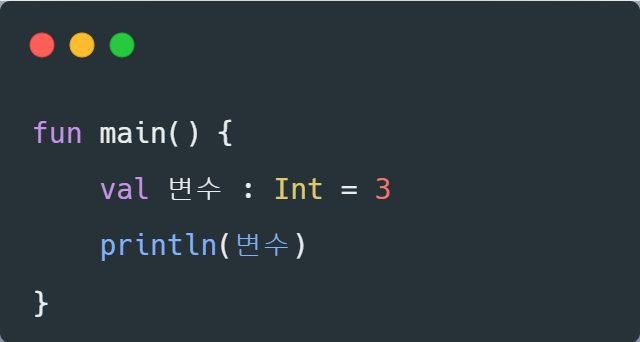 fun main() {
    val 변수 : Int = 3
    println(변수)
}